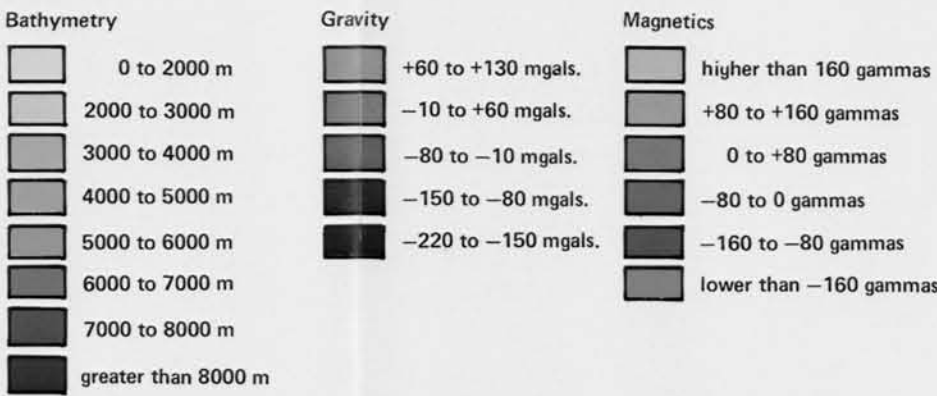 Bathymetry
0 to 2000 m
2000 to 3000 m
3000 to 4000 m
4000 to 5000 m
5000 to 6000 m
6000 to 7000 m
7000 to 8000 m
greater than 8000 m
Gravity
+60 to +130 mgals.
−10 to +60 mgals.
−80 to −10 mgals.
−150 to −80 mgals.
−220 to −150 mgals.
Magnetics
higher than 160 gammas
+80 to +160 gammas
0 to +80 gammas
−80 to 0 gammas
−160 to −80 gammas
lower than −160 gammas